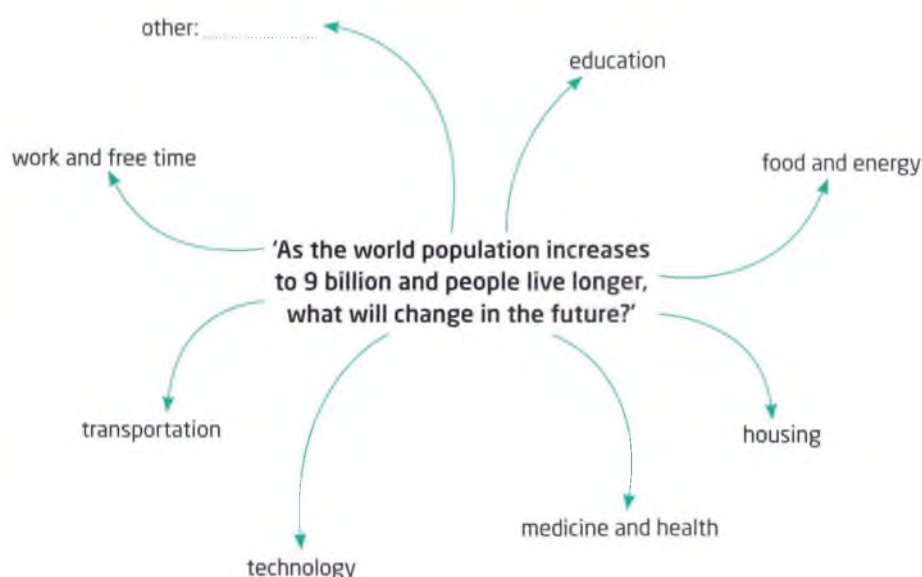 other:
education
work and free time
food and energy
'As the world population increases
to 9 billion and people live longer,
what will change in the future?'
transportation
housing
medicine and health
technology